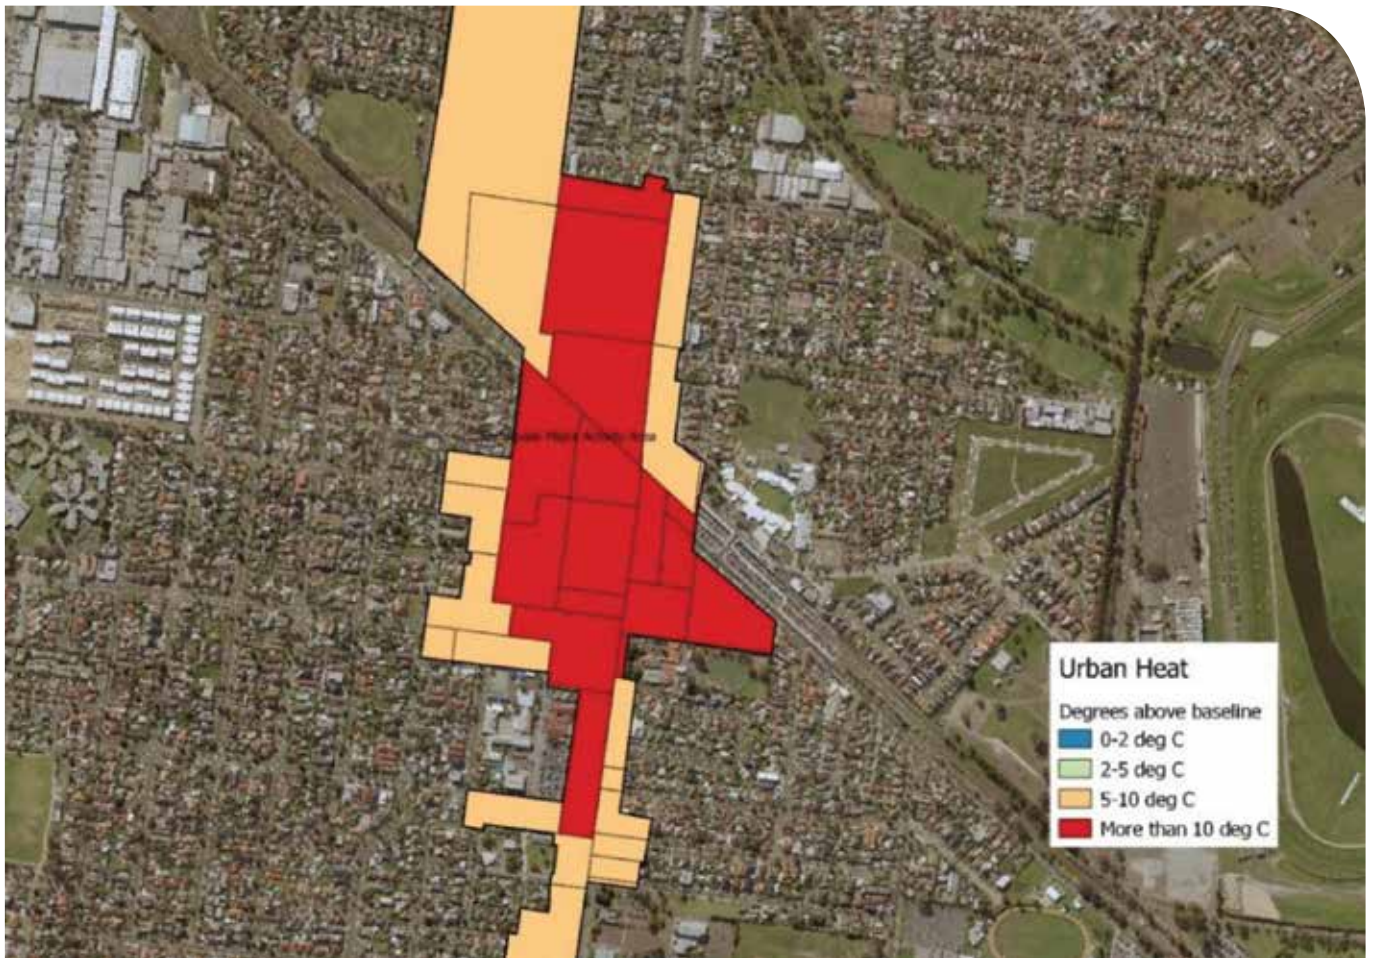 Urban Heat
Degrees above baseline
0-2 deg C
2-5 deg C
5-10 deg C
More than 10 deg C